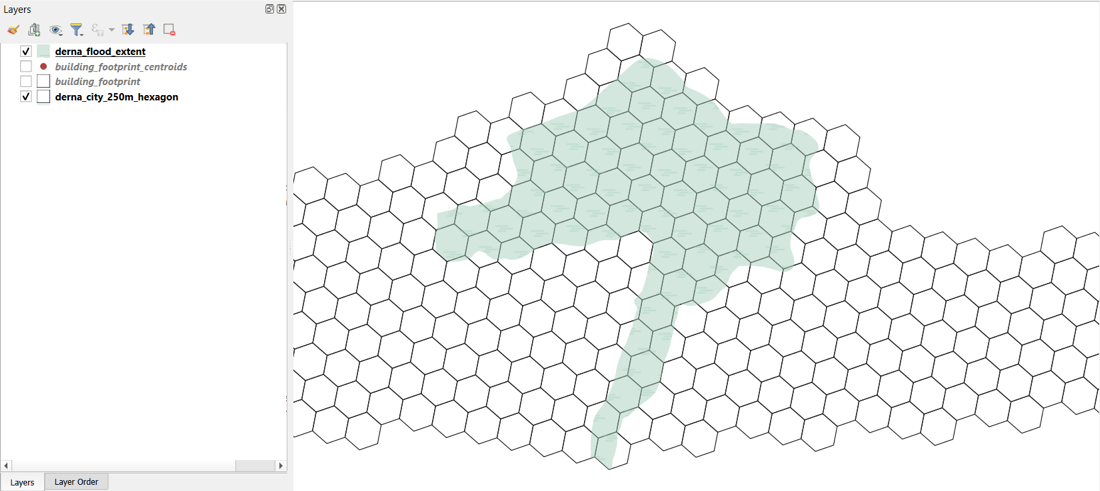 Layers
derna_flood_extent
building_footprint_centroids
building_footprint
derna_city_250m_hexagon
Layers
Layer Order